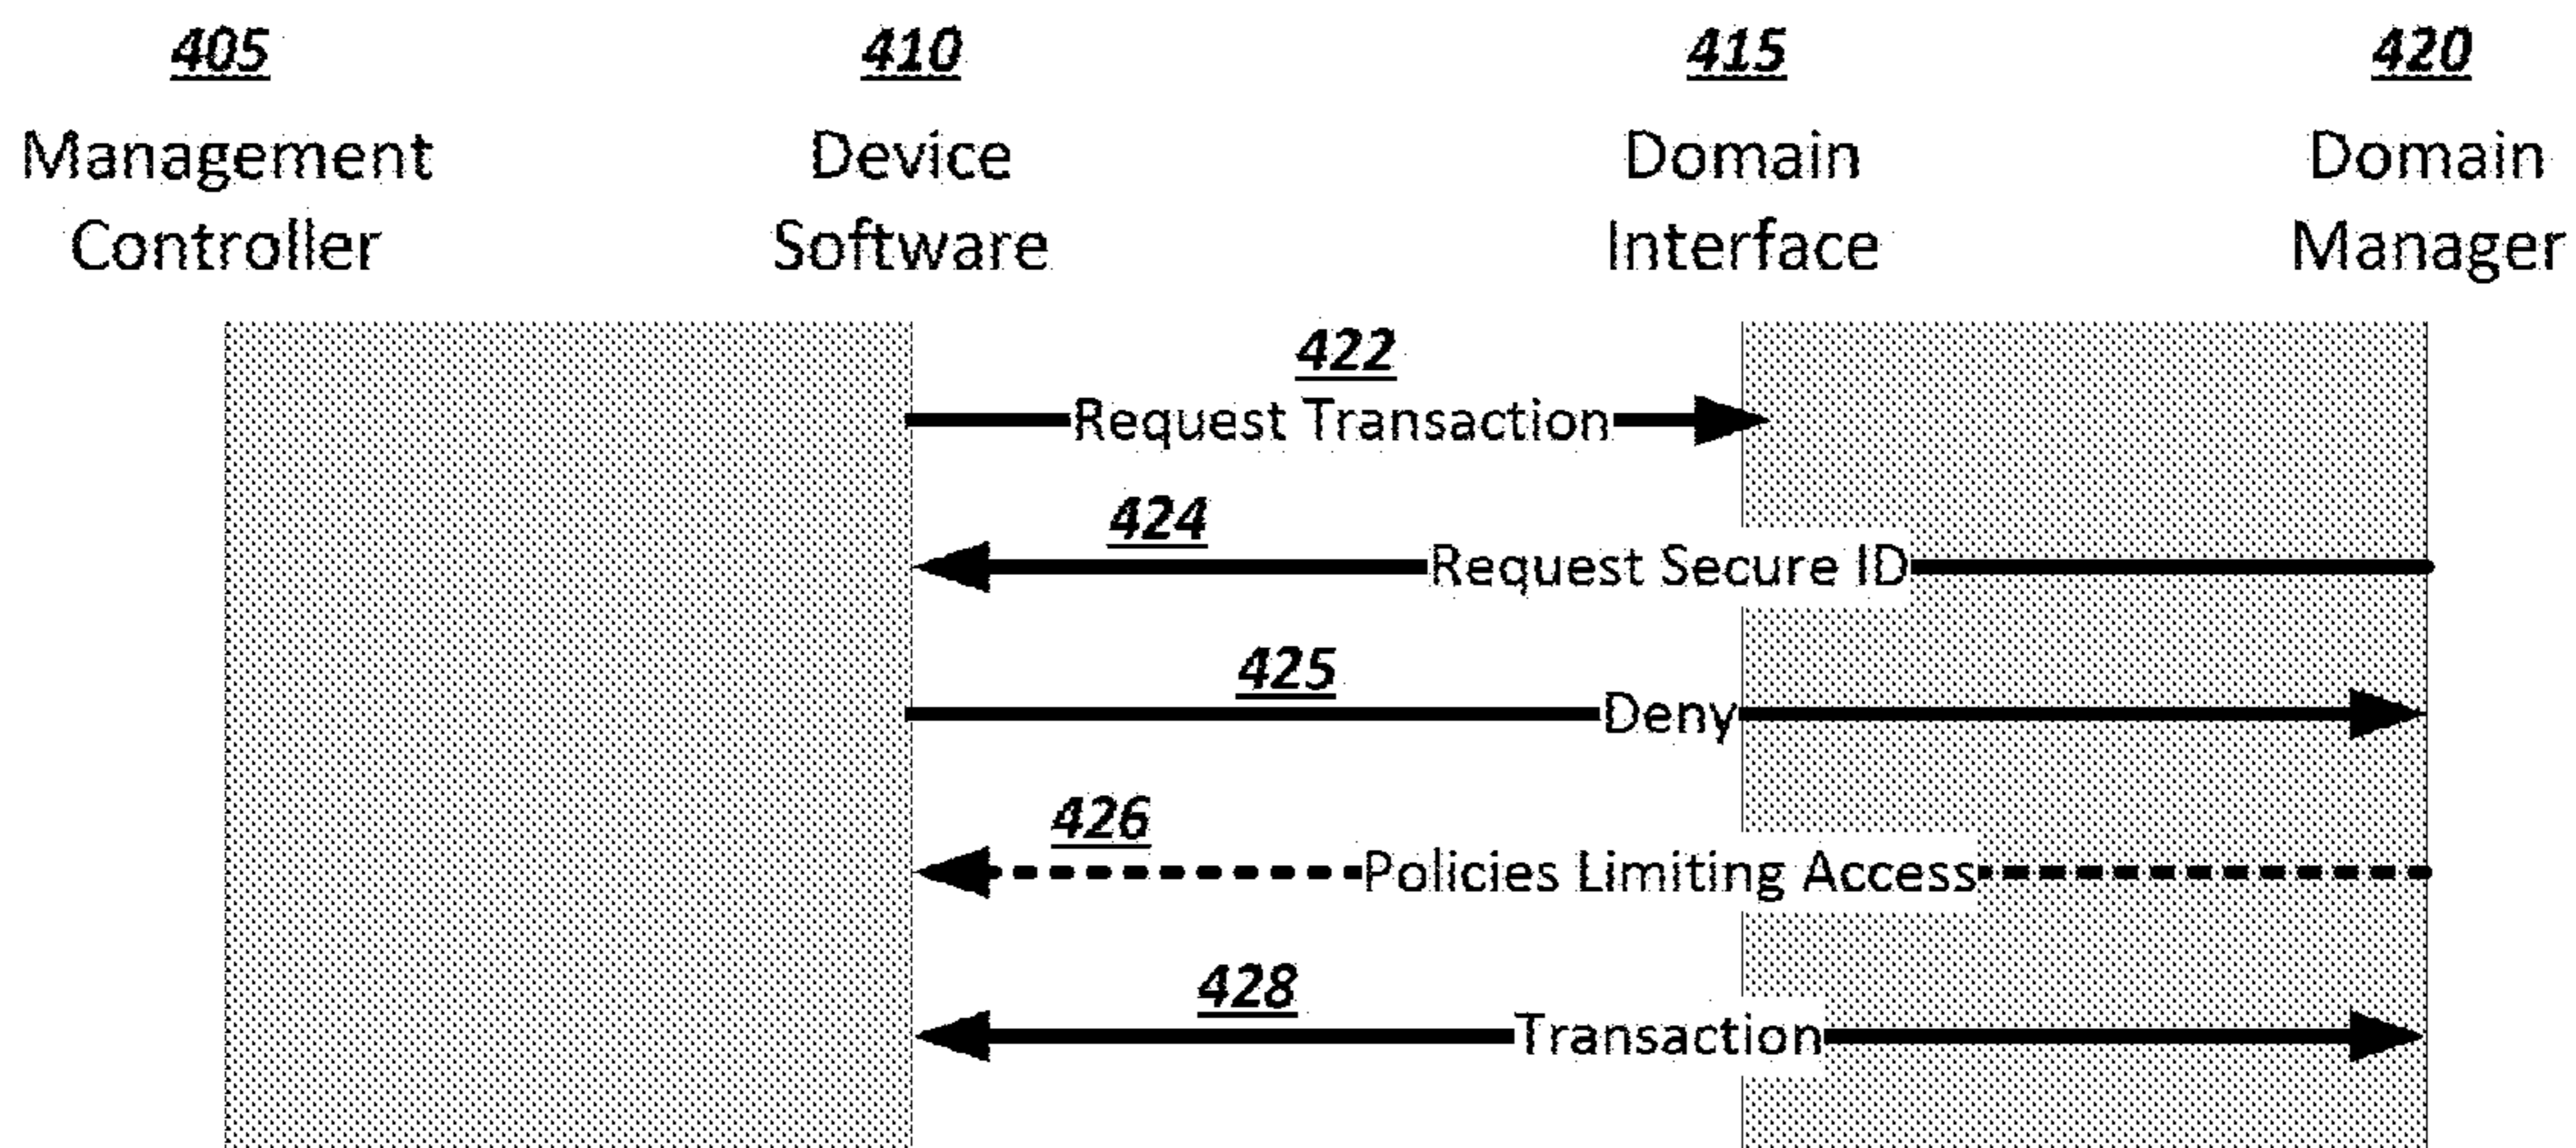 405 410 415 420
Management Device Domain Domain
Controller Software Interface Manager
422
Request Transaction
424
Request Secure ID
425
Deny
426
Policies Limiting Access
428
Transaction